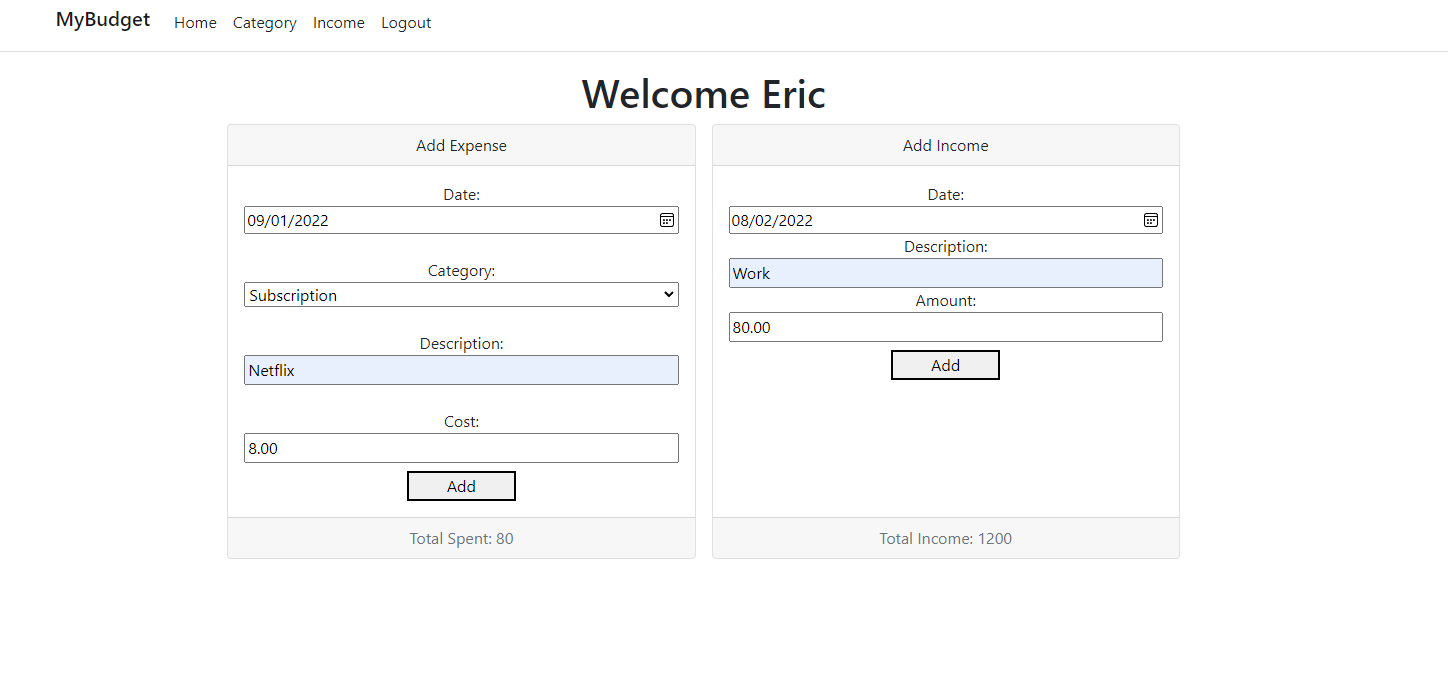 MyBudget Home Category Income Logout
Welcome Eric
Add Expense
Date:
09/01/2022
Category:
Subscription
Description:
Netflix
Cost:
8.00
Add
Total Spent: 80
Add Income
Date:
08/02/2022
Description:
Work
Amount:
80.00
Add
Total Income: 1200